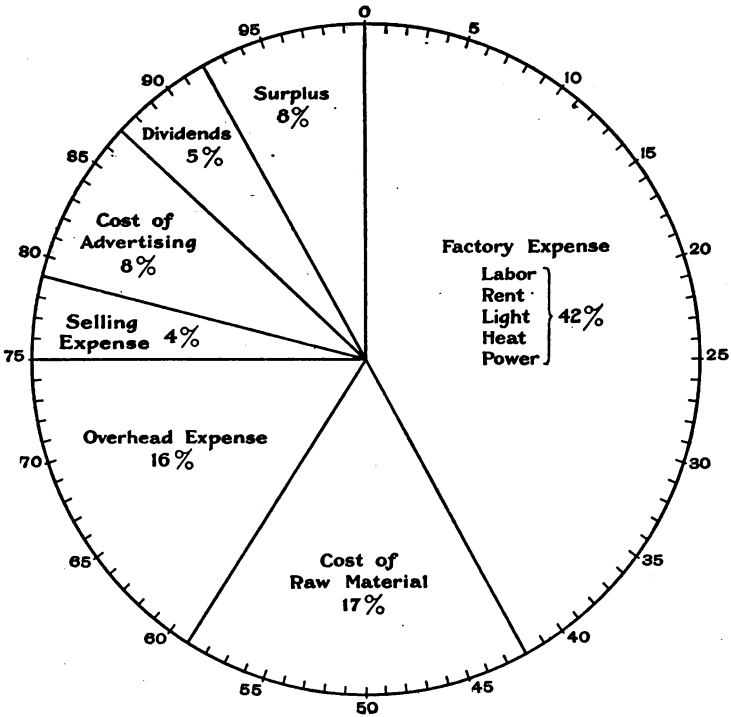 0
5
10
15
20
25
30
35
40
45
50
55
60
65
70
75
80
85
90
95
Surplus
8%
Dividends
5%
Cost of
Advertising
8%
Selling
Expense 4%
Overhead Expense
16%
Cost of
Raw Material
17%
Factory Expense
Labor
Rent
Light 42%
Heat
Power